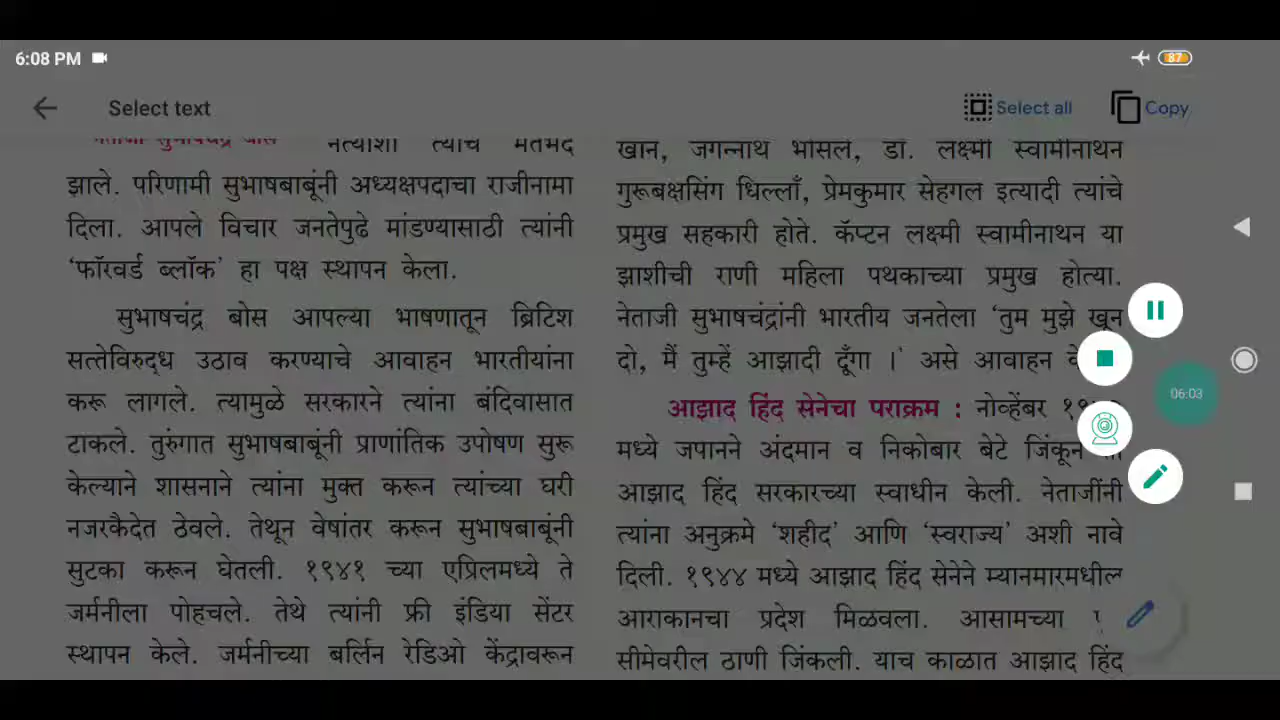 6:08 PM
87
Select text
Select all
Copy
नेताजी सुभाषचंद्र बोस नेत्यांशी त्यांचे मतभेद
झाले. परिणामी सुभाषबाबूंनी अध्यक्षपदाचा राजीनामा
दिला. आपले विचार जनतेपुढे मांडण्यासाठी त्यांनी
‘फॉरवर्ड ब्लॉक’ हा पक्ष स्थापन केला.
सुभाषचंद्र बोस आपल्या भाषणातून ब्रिटिश
सत्तेविरुद्ध उठाव करण्याचे आवाहन भारतीयांना
करू लागले. त्यामुळे सरकारने त्यांना बंदिवासात
टाकले. तुरुंगात सुभाषबाबूंनी प्राणांतिक उपोषण सुरू
केल्याने शासनाने त्यांना मुक्त करून त्यांच्या घरी
नजरकैदेत ठेवले. तेथून वेषांतर करून सुभाषबाबूंनी
सुटका करून घेतली. १९४१ च्या एप्रिलमध्ये ते
जर्मनीला पोहचले. तेथे त्यांनी फ्री इंडिया सेंटर
स्थापन केले. जर्मनीच्या बर्लिन रेडिओ केंद्रावरून
खान, जगन्नाथ भोसले, डॉ. लक्ष्मी स्वामीनाथन
गुरूबक्षसिंग धिल्लाँ, प्रेमकुमार सेहगल इत्यादी त्यांचे
प्रमुख सहकारी होते. कॅप्टन लक्ष्मी स्वामीनाथन या
झाशीची राणी महिला पथकाच्या प्रमुख होत्या.
नेताजी सुभाषचंद्रांनी भारतीय जनतेला ‘तुम मुझे खून
दो, मैं तुम्हें आझादी दूँगा ।’ असे आवाहन
आझाद हिंद सेनेचा पराक्रम : नोव्हेंबर
मध्ये जपानने अंदमान व निकोबार बेटे जिंकून
आझाद हिंद सरकारच्या स्वाधीन केली. नेताजींनी
त्यांना अनुक्रमे ‘शहीद’ आणि ‘स्वराज्य’ अशी नावे
दिली. १९४४ मध्ये आझाद हिंद सेनेने म्यानमारमधील
आराकानचा प्रदेश मिळवला. आसामच्या
सीमेवरील ठाणी जिंकली. याच काळात आझाद हिंद
06:03